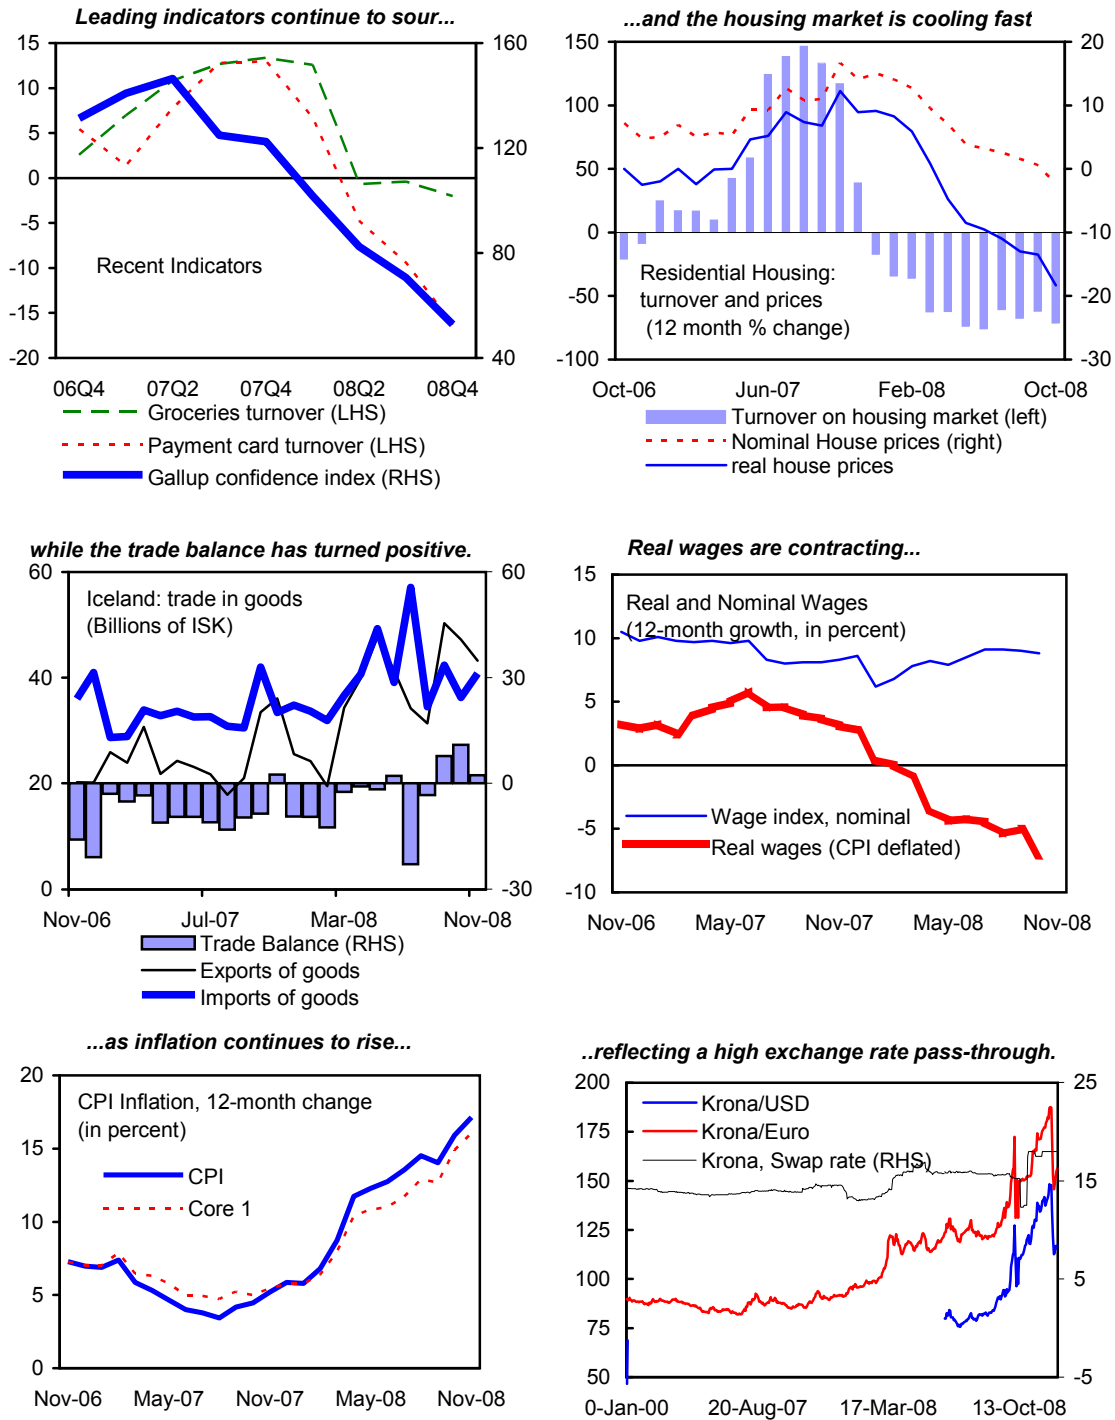 Leading indicators continue to sour...
15
10
5
0
-5
-10
-15
-20
160
120
80
40
Recent Indicators
06Q4 07Q2 07Q4 08Q2 08Q4
Groceries turnover (LHS)
Payment card turnover (LHS)
Gallup confidence index (RHS)
...and the housing market is cooling fast
150
100
50
0
-50
-100
20
10
0
-10
-20
-30
Residential Housing:
turnover and prices
(12 month % change)
Oct-06 Jun-07 Feb-08 Oct-08
Turnover on housing market (left)
Nominal House prices (right)
real house prices
while the trade balance has turned positive.
60
40
20
0
60
30
0
-30
Iceland: trade in goods
(Billions of ISK)
Nov-06 Jul-07 Mar-08 Nov-08
Trade Balance (RHS)
Exports of goods
Imports of goods
Real wages are contracting...
15
10
5
0
-5
-10
Real and Nominal Wages
(12-month growth, in percent)
Wage index, nominal
Real wages (CPI deflated)
Nov-06 May-07 Nov-07 May-08 Nov-08
...as inflation continues to rise...
20
15
10
5
0
CPI Inflation, 12-month change
(in percent)
CPI
Core 1
Nov-06 May-07 Nov-07 May-08 Nov-08
..reflecting a high exchange rate pass-through.
200
175
150
125
100
75
50
25
15
5
-5
Krona/USD
Krona/Euro
Krona, Swap rate (RHS)
0-Jan-00 20-Aug-07 17-Mar-08 13-Oct-08